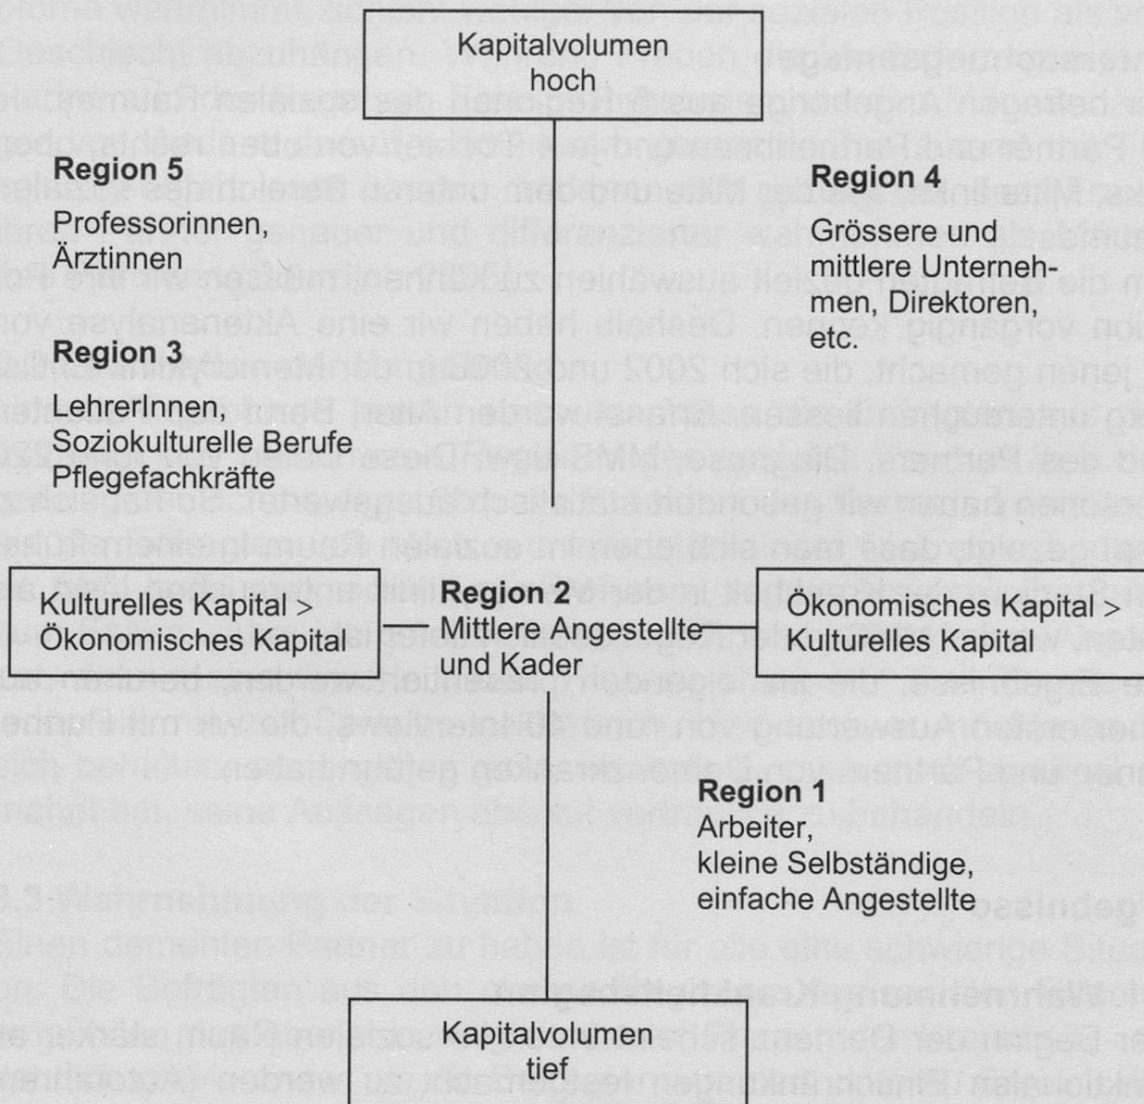 Kapitalvolumen
hoch
Region 5
Professorinnen,
Ärztinnen
Region 4
Grössere und
mittlere Unterneh-
men, Direktoren,
etc.
Region 3
LehrerInnen,
Soziokulturelle Berufe
Pflegefachkräfte
Kulturelles Kapital >
Ökonomisches Kapital
Region 2
Mittlere Angestellte
und Kader
Ökonomisches Kapital >
Kulturelles Kapital
Region 1
Arbeiter,
kleine Selbständige,
einfache Angestellte
Kapitalvolumen
tief